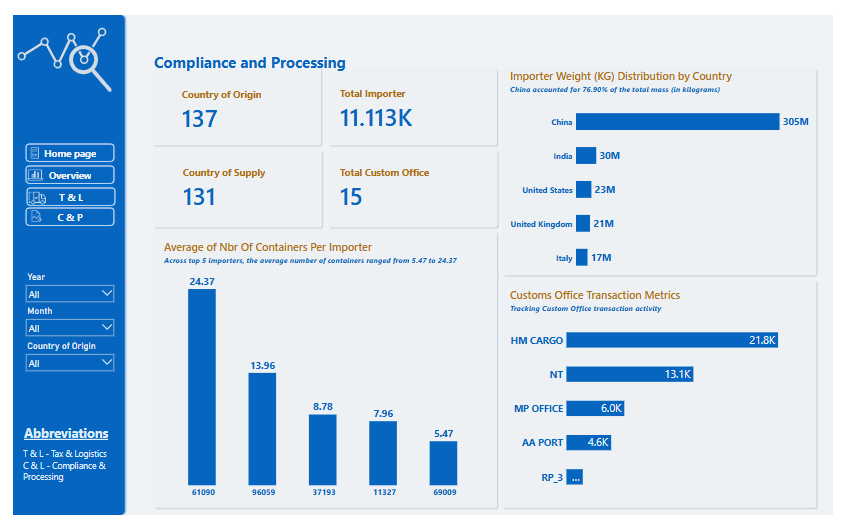 Home page
Overview
T & L
C & P
Year
All
Month
All
Country of Origin
All
Abbreviations
T & L - Tax & Logistics
C & L - Compliance &
Processing
Compliance and Processing
Country of Origin
137
Total Importer
11.113K
Country of Supply
131
Total Custom Office
15
Average of Nbr Of Containers Per Importer
Across top 5 importers, the average number of containers ranged from 5.47 to 24.37
24.37
13.96
8.78
7.96
5.47
61090
96059
37193
11327
69009
Importer Weight (KG) Distribution by Country
China accounted for 76.90% of the total mass (in kilograms)
China 305M
India 30M
United States 23M
United Kingdom 21M
Italy 17M
Customs Office Transaction Metrics
Tracking Custom Office transaction activity
HM CARGO 21.8K
NT 13.1K
MP OFFICE 6.0K
AA PORT 4.6K
RP_3 ...